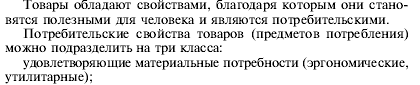 Товары обладают свойствами, благодаря которым они стано-
вятся полезными для человека и являются потребительскими.
Потребительские свойства товаров (предметов потребления)
можно подразделить на три класса:
удовлетворяющие материальные потребности (эргономические,
утилитарные);